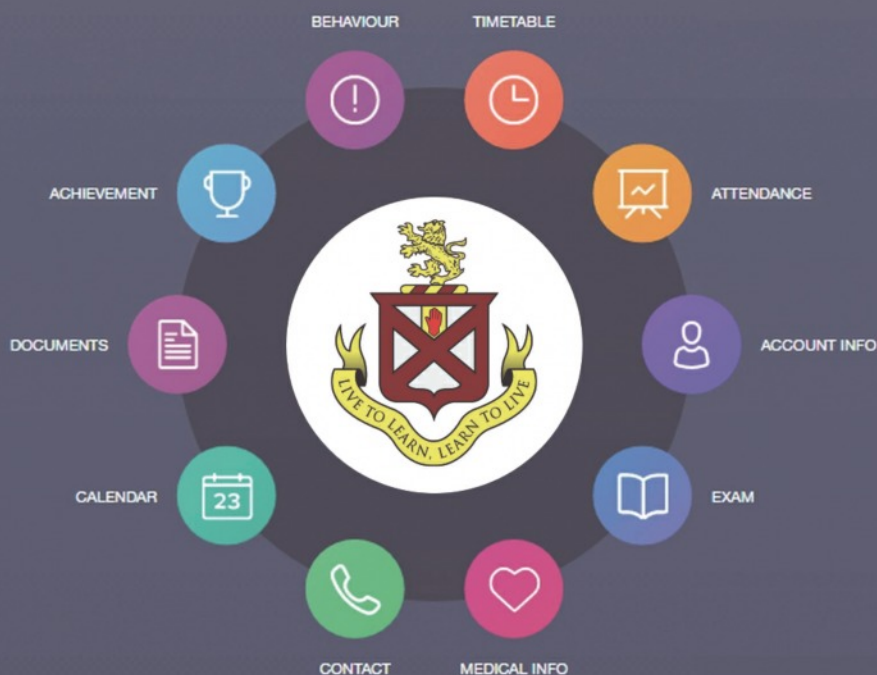 BEHAVIOUR
TIMETABLE
ACHIEVEMENT
ATTENDANCE
DOCUMENTS
ACCOUNT INFO
LIVE TO LEARN, LEARN TO LIVE
CALENDAR
23
EXAM
CONTACT
MEDICAL INFO